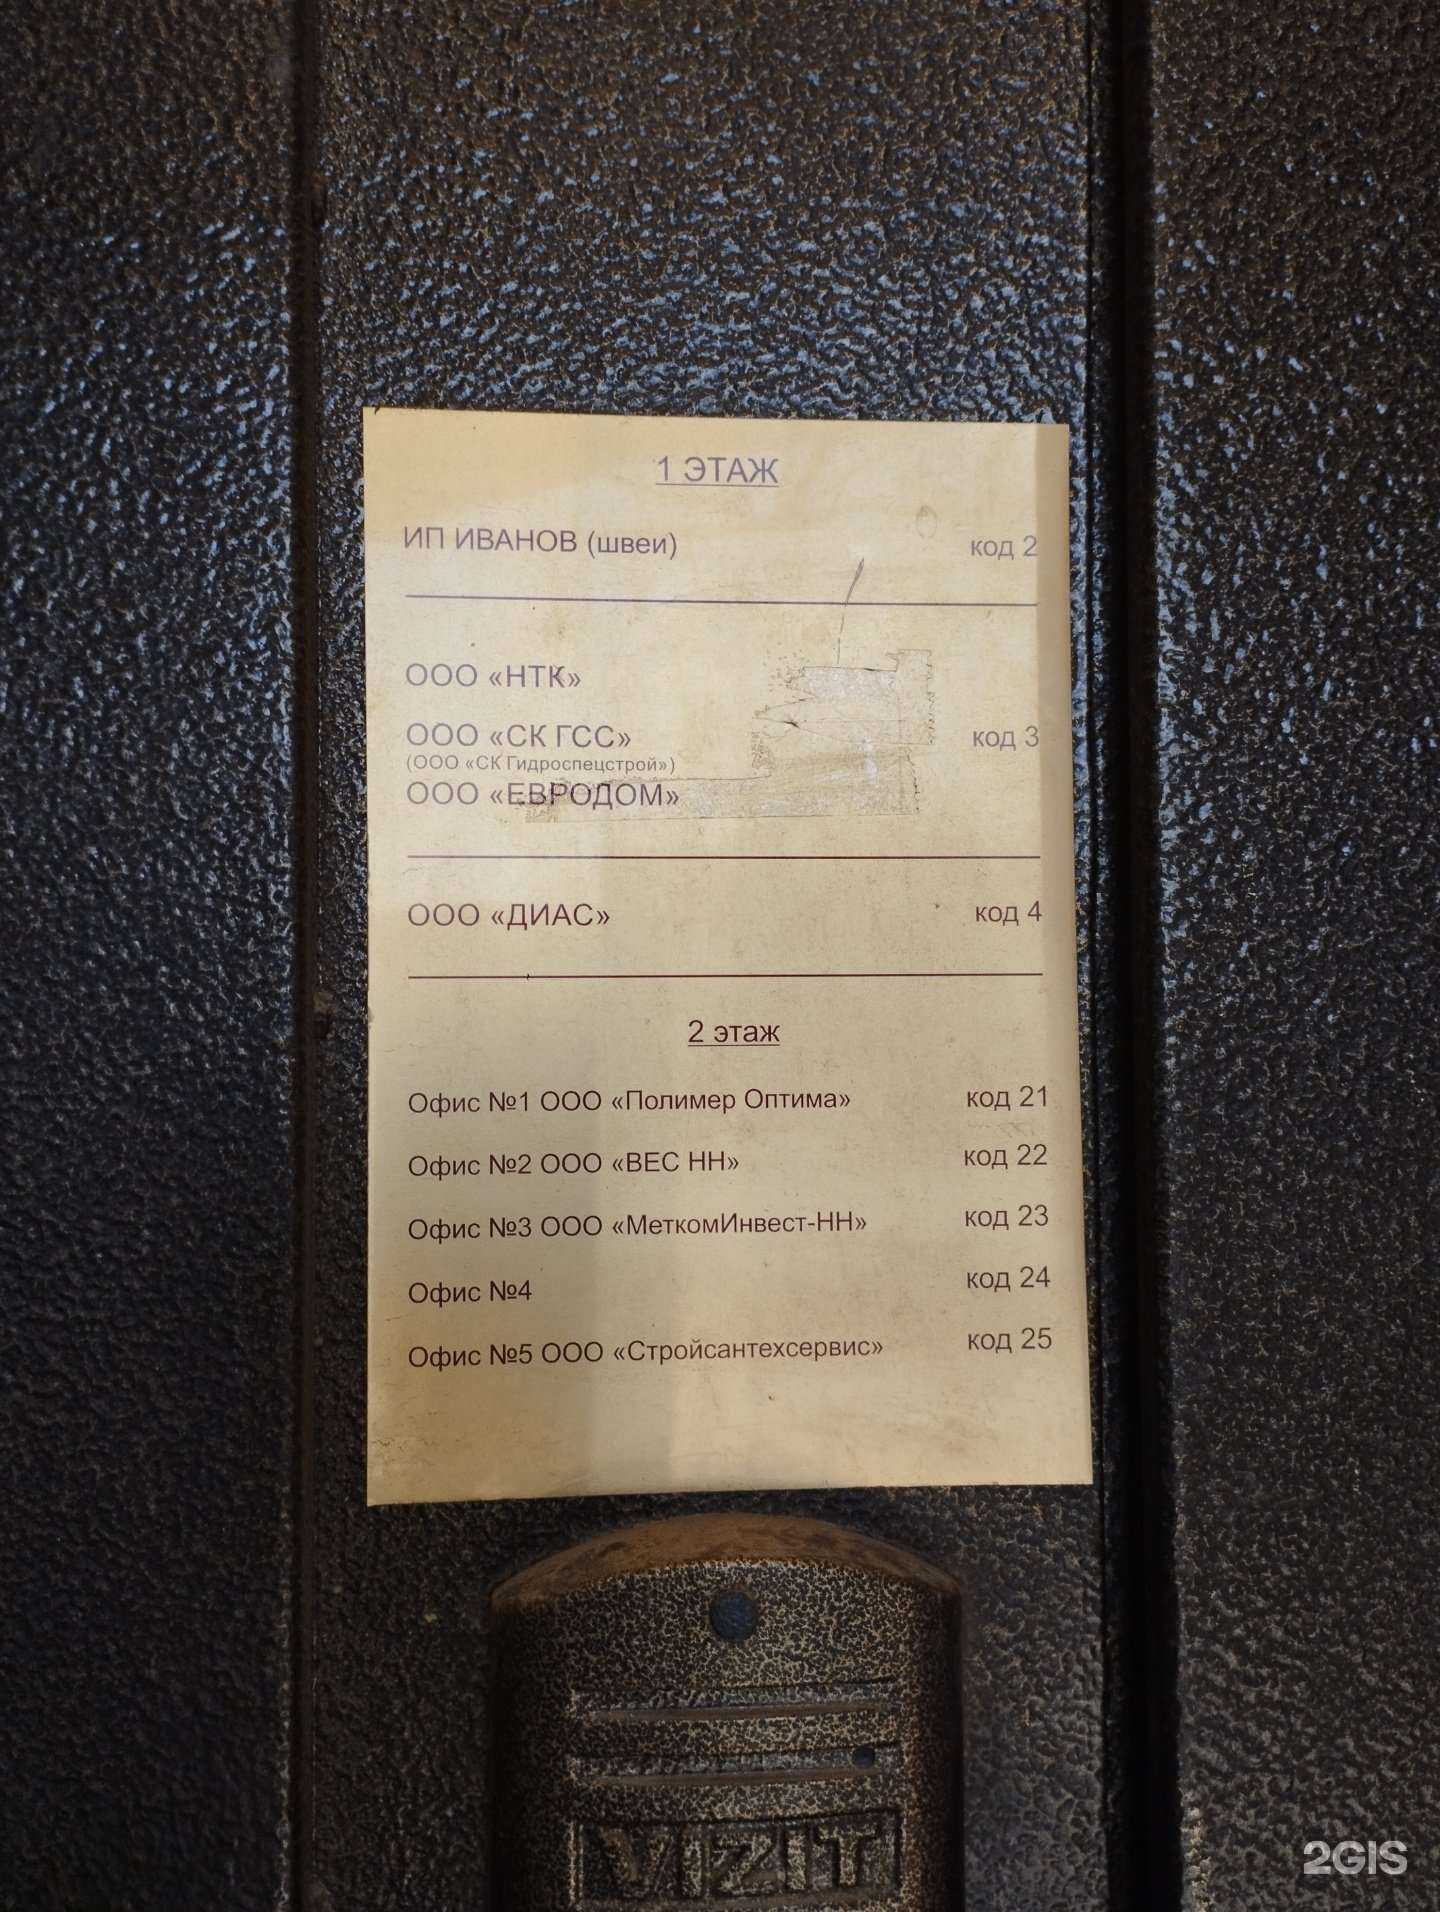 1 ЭТАЖ
ИП ИВАНОВ (швеи) код 2
ООО «НТК»
ООО «СК ГСС» код 3
(ООО «СК Гидроспецстрой»)
ООО «ЕВРОДОМ»
ООО «ДИАС» код 4
2 этаж
Офис №1 ООО «Полимер Оптима» код 21
Офис №2 ООО «ВЕС НН» код 22
Офис №3 ООО «МеткомИнвест-НН» код 23
Офис №4 код 24
Офис №5 ООО «Стройсантехсервис» код 25
VIZIT
2GIS